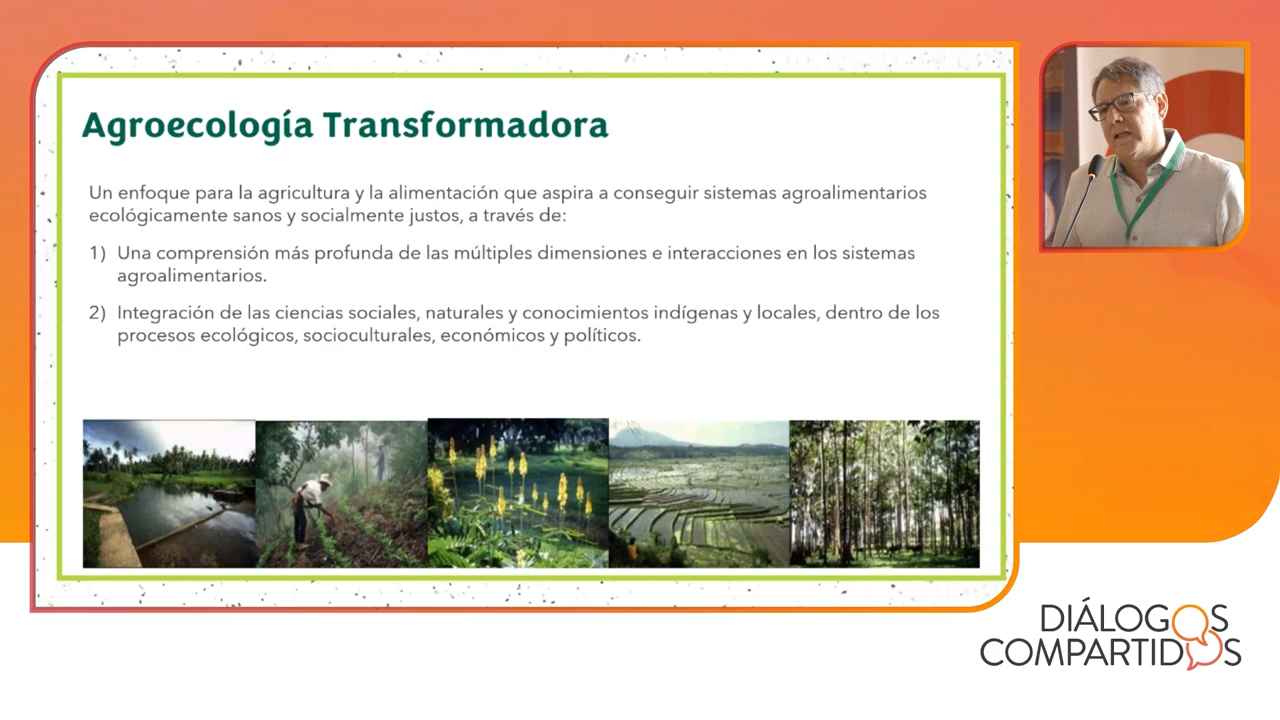 Agroecología Transformadora
Un enfoque para la agricultura y la alimentación que aspira a conseguir sistemas agroalimentarios
ecológicamente sanos y socialmente justos, a través de:
1) Una comprensión más profunda de las múltiples dimensiones e interacciones en los sistemas
agroalimentarios.
2) Integración de las ciencias sociales, naturales y conocimientos indígenas y locales, dentro de los
procesos ecológicos, socioculturales, económicos y políticos.
DIÁLOGOS
COMPARTIDOS